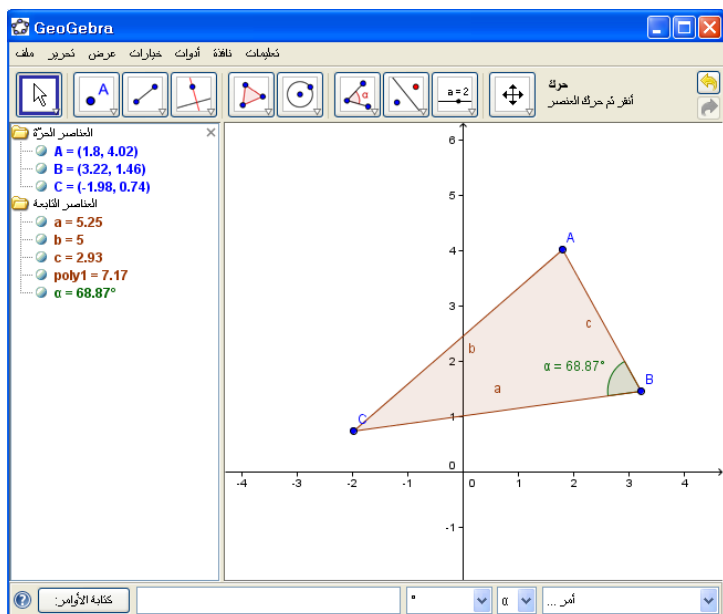 GeoGebra
ملف تحرير عرض خيارات أدوات نافذة تعليمات
A
α
a = 2
حرك
أنقر ثم حرك العنصر
العناصر الحرّة
A = (1.8, 4.02)
B = (3.22, 1.46)
C = (-1.98, 0.74)
العناصر التابعة
a = 5.25
b = 5
c = 2.93
poly1 = 7.17
α = 68.87°
6
5
4
3
2
1
0
-1
-4 -3 -2 -1 0 1 2 3 4
A
c
b
α = 68.87°
B
a
C
كتابة الأوامر:
°
α
أمر ...